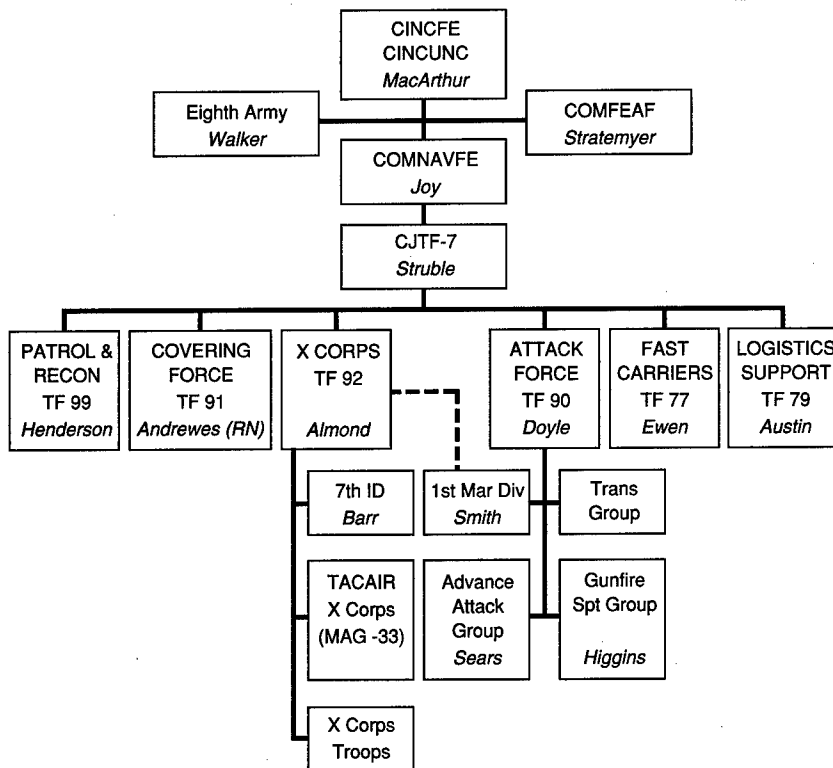 CINCFE
CINCUNC
MacArthur
Eighth Army
Walker
COMFEAF
Stratemyer
COMNAVFE
Joy
CJTF-7
Struble
PATROL &
RECON
TF 99
Henderson
COVERING
FORCE
TF 91
Andrewes (RN)
X CORPS
TF 92
Almond
ATTACK
FORCE
TF 90
Doyle
FAST
CARRIERS
TF 77
Ewen
LOGISTICS
SUPPORT
TF 79
Austin
7th ID
Barr
1st Mar Div
Smith
Trans
Group
TACAIR
X Corps
(MAG -33)
Advance
Attack
Group
Sears
Gunfire
Spt Group
Higgins
X Corps
Troops